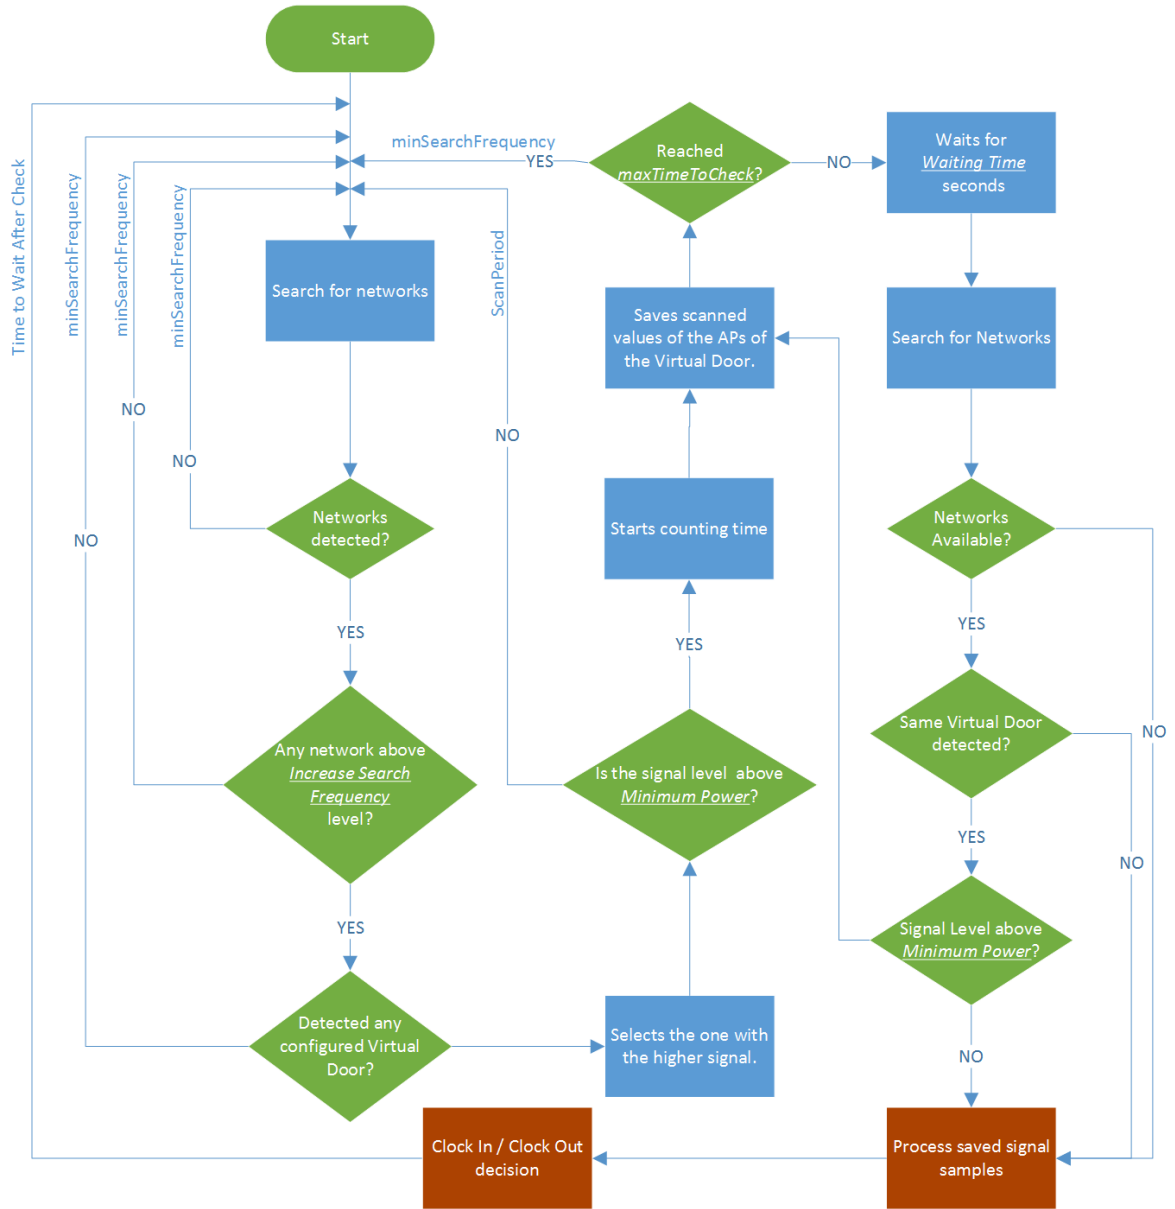 Start
minSearchFrequency
YES
Reached
maxTimeToCheck?
NO
Waits for
Waiting Time
seconds
Time to Wait After Check
minSearchFrequency
minSearchFrequency
minSearchFrequency
ScanPeriod
Search for networks
Saves scanned
values of the APs of
the Virtual Door.
Search for Networks
NO
NO
NO
NO
Networks
detected?
Starts counting time
Networks
Available?
YES
YES
YES
Any network above
Increase Search
Frequency
level?
Is the signal level above
Minimum Power?
Same Virtual Door
detected?
NO
YES
NO
YES
Signal Level above
Minimum Power?
Detected any
configured Virtual
Door?
Selects the one with
the higher signal.
NO
Clock In / Clock Out
decision
Process saved signal
samples